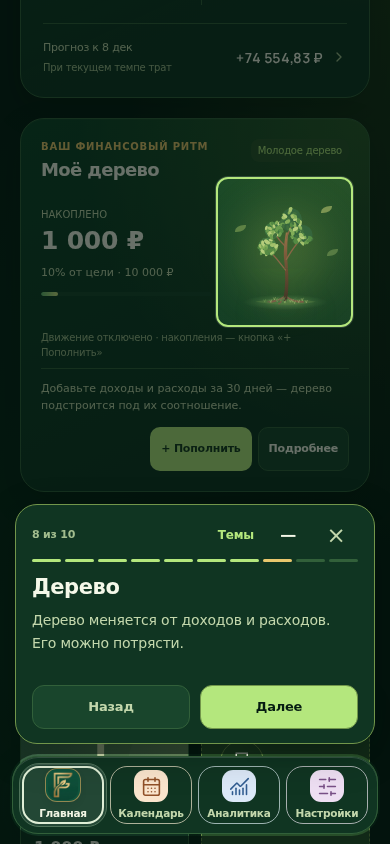 Прогноз к 8 дек
При текущем темпе трат
+74 554,83 ₽
ВАШ ФИНАНСОВЫЙ РИТМ
Молодое дерево
Моё дерево
НАКОПЛЕНО
1 000 ₽
10% от цели · 10 000 ₽
Движение отключено · накопления — кнопка «+
Пополнить»
Добавьте доходы и расходы за 30 дней — дерево
подстроится под их соотношение.
+ Пополнить
Подробнее
8 из 10
Темы
Дерево
Дерево меняется от доходов и расходов.
Его можно потрясти.
Назад
Далее
Главная
Календарь
Аналитика
Настройки